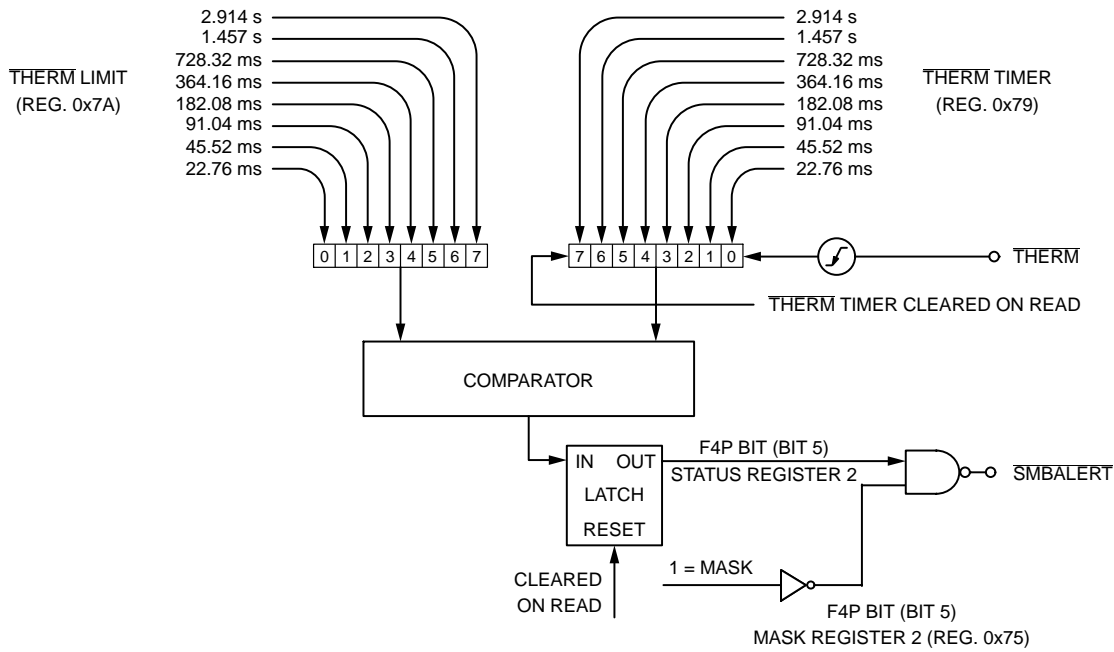 2.914 s
1.457 s
728.32 ms
364.16 ms
182.08 ms
91.04 ms
45.52 ms
22.76 ms
THERM LIMIT
(REG. 0x7A)
2.914 s
1.457 s
728.32 ms
364.16 ms
182.08 ms
91.04 ms
45.52 ms
22.76 ms
THERM TIMER
(REG. 0x79)
0 1 2 3 4 5 6 7
7 6 5 4 3 2 1 0
THERM
THERM TIMER CLEARED ON READ
COMPARATOR
IN OUT
LATCH
RESET
F4P BIT (BIT 5)
STATUS REGISTER 2
SMBALERT
CLEARED
ON READ
1 = MASK
F4P BIT (BIT 5)
MASK REGISTER 2 (REG. 0x75)